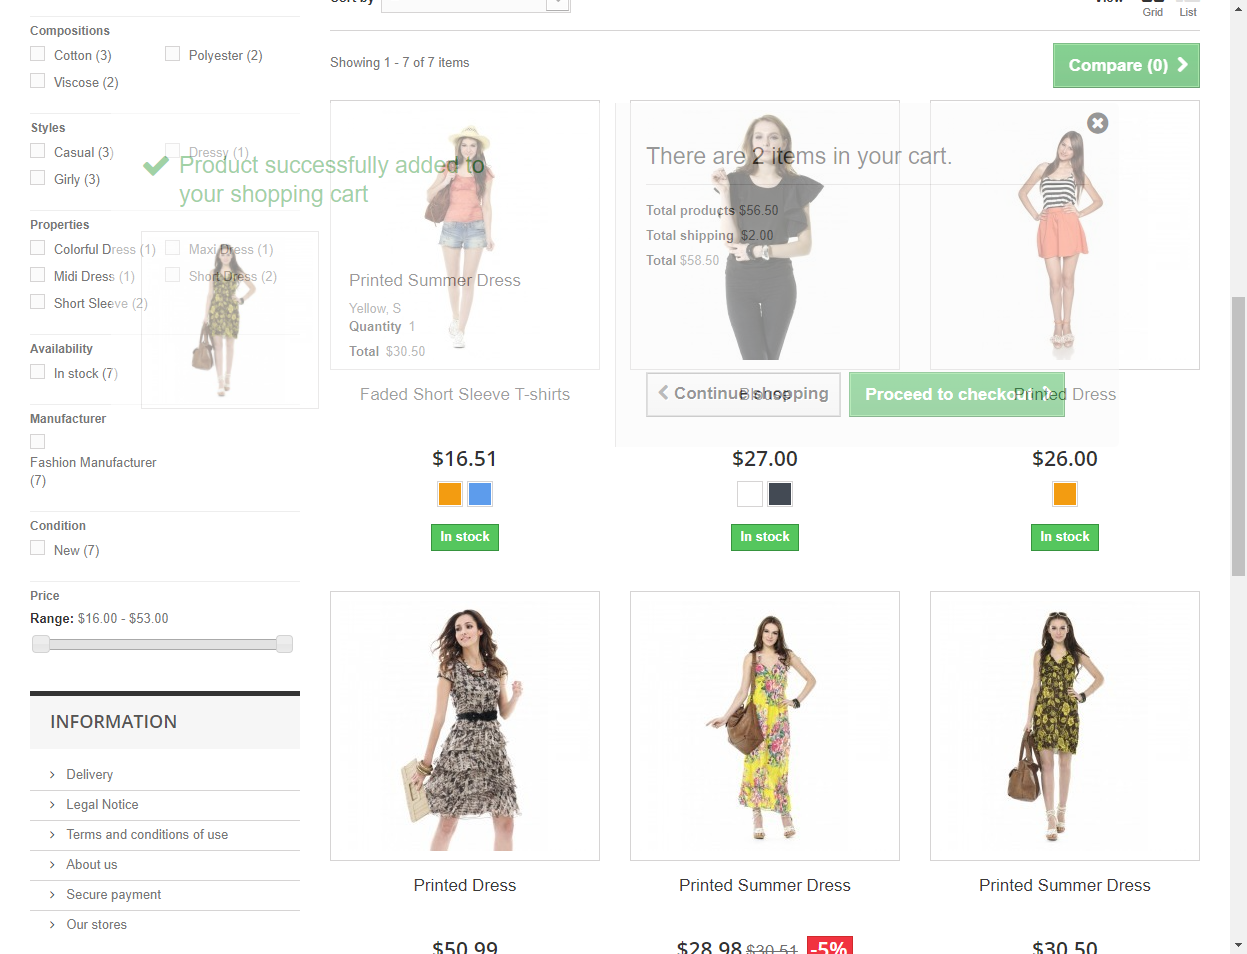 Sort by
View
Grid
List
Compositions
Cotton (3)
Polyester (2)
Viscose (2)
Showing 1 - 7 of 7 items
Compare (0)
Styles
Casual (3)
Dressy (1)
Girly (3)
Properties
Colorful Dress (1)
Maxi Dress (1)
Midi Dress (1)
Short Dress (2)
Short Sleeve (2)
Availability
In stock (7)
Manufacturer
Fashion Manufacturer
(7)
Condition
New (7)
Price
Range: $16.00 - $53.00
INFORMATION
Delivery
Legal Notice
Terms and conditions of use
About us
Secure payment
Our stores
Product successfully added to
your shopping cart
Printed Summer Dress
Yellow, S
Quantity 1
Total $30.50
There are 2 items in your cart.
Total products $56.50
Total shipping $2.00
Total $58.50
Continue shopping
Proceed to checkout
Faded Short Sleeve T-shirts
Blouse
Printed Dress
$16.51
$27.00
$26.00
In stock
In stock
In stock
Printed Dress
Printed Summer Dress
Printed Summer Dress
$50.99
$28.98 $30.51 -5%
$30.50